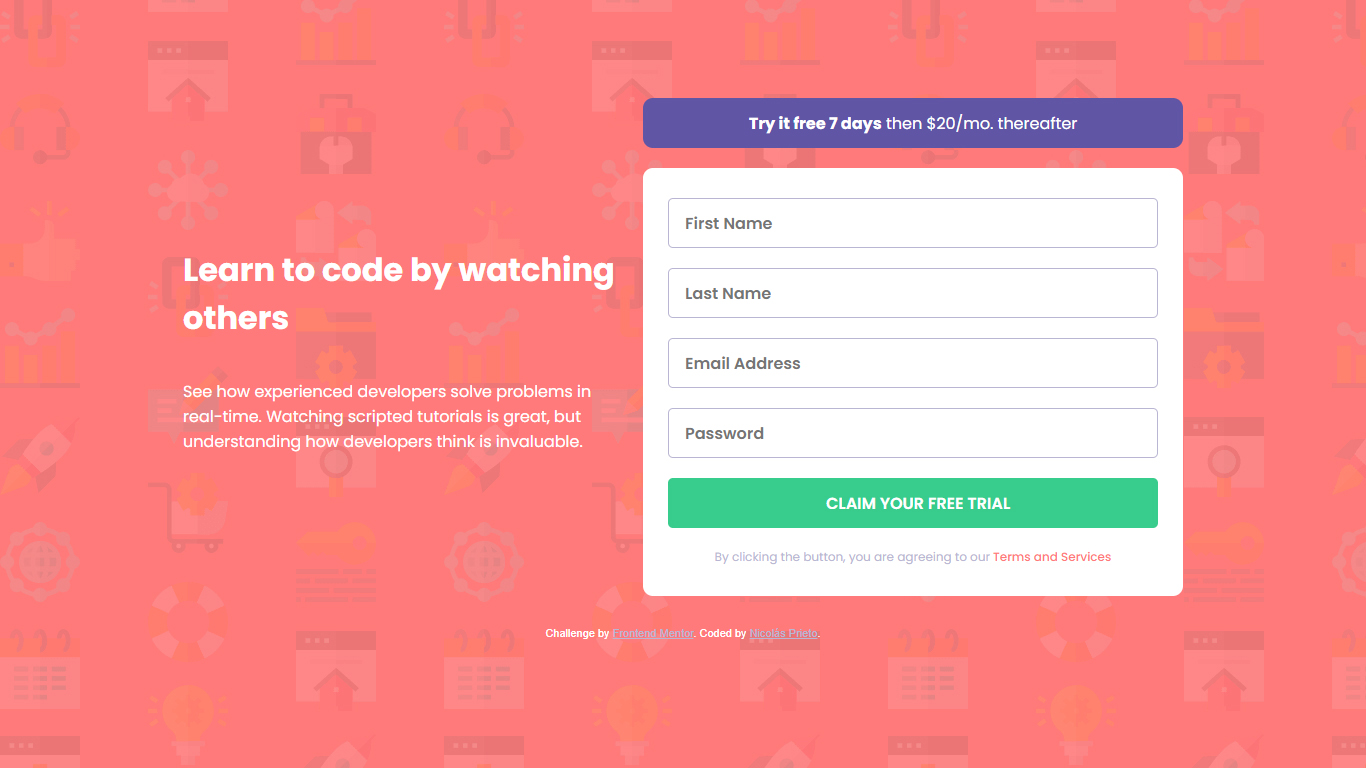 Learn to code by watching
others
See how experienced developers solve problems in
real-time. Watching scripted tutorials is great, but
understanding how developers think is invaluable.
Try it free 7 days then $20/mo. thereafter
First Name
Last Name
Email Address
Password
CLAIM YOUR FREE TRIAL
By clicking the button, you are agreeing to our Terms and Services
Challenge by Frontend Mentor. Coded by Nicolás Prieto.